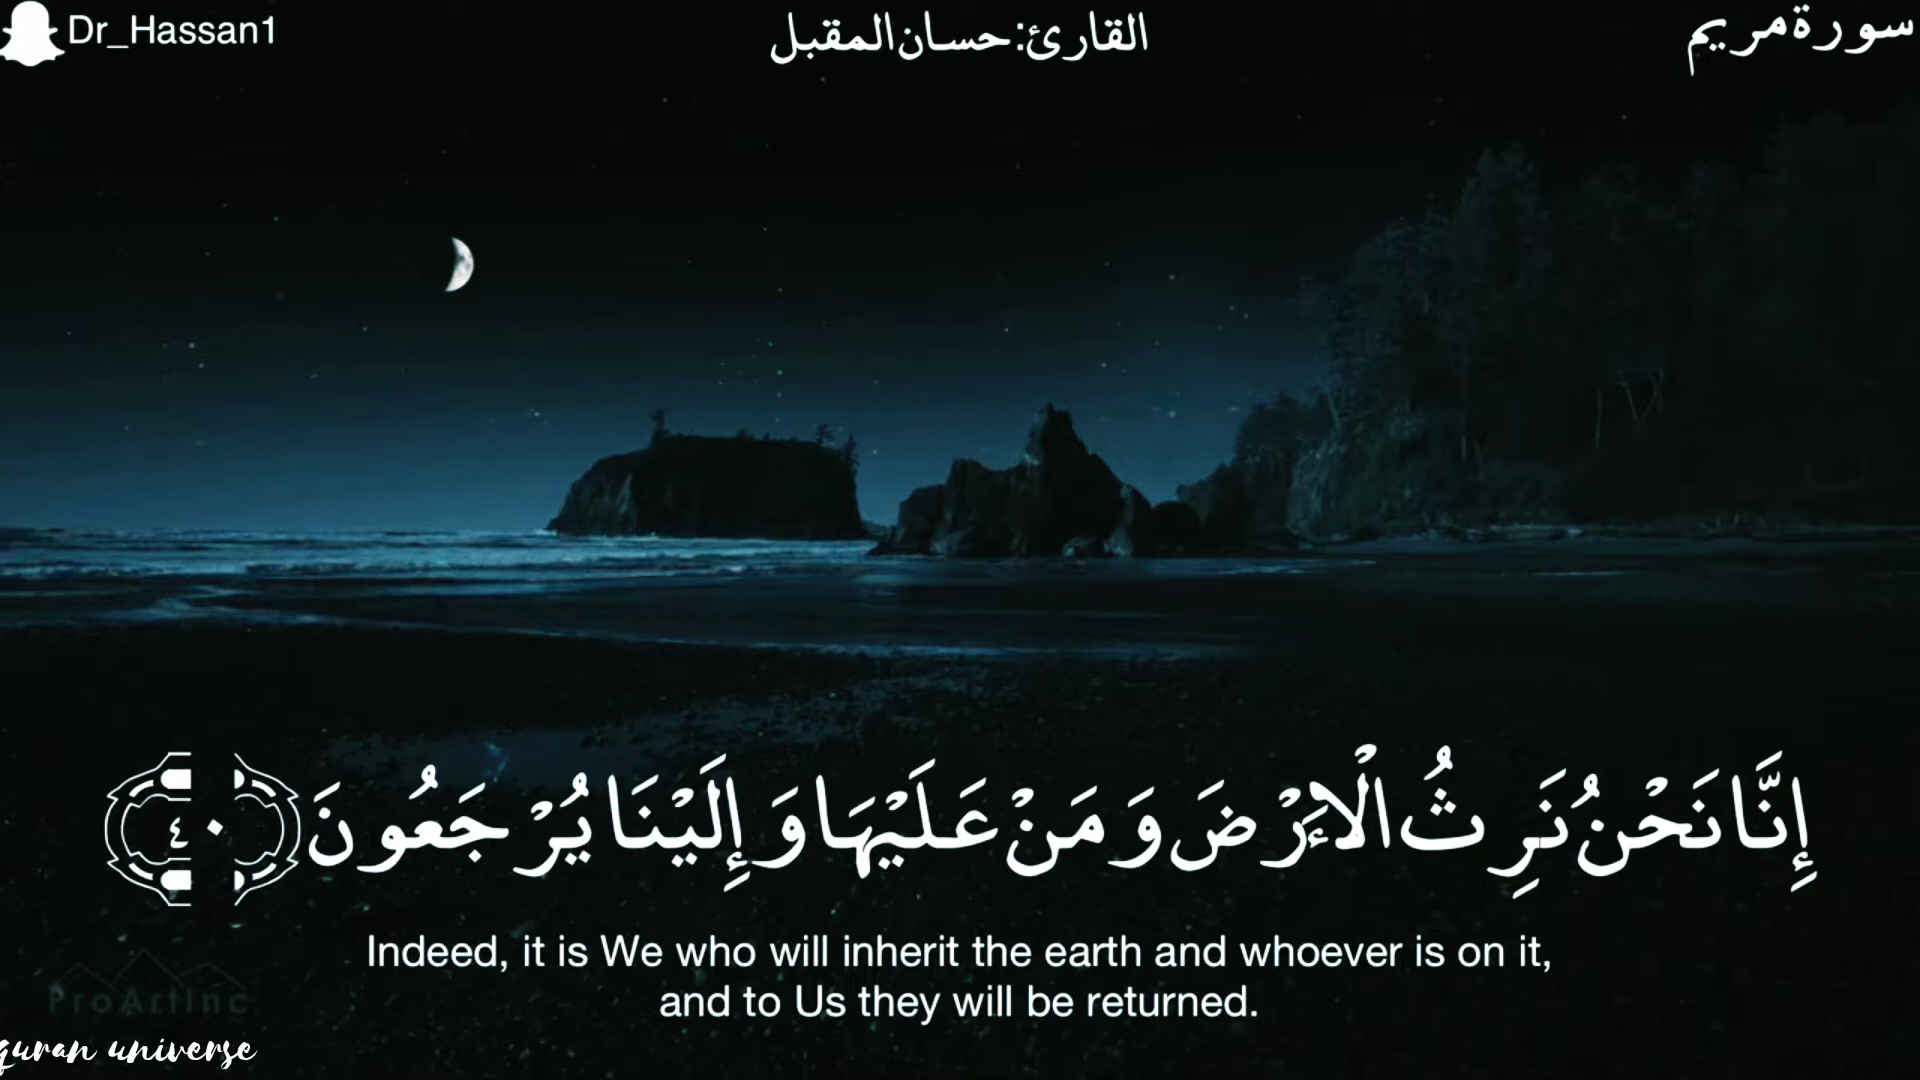 Dr_Hassan1
القارئ:حسان المقبل
سورة مريم
إِنَّا نَحْنُ نَرِثُ الْأَرْضَ وَمَنْ عَلَيْهَا وَإِلَيْنَا يُرْجَعُونَ ٤٠
Indeed, it is We who will inherit the earth and whoever is on it,
and to Us they will be returned.
ProArtInc
quran universe